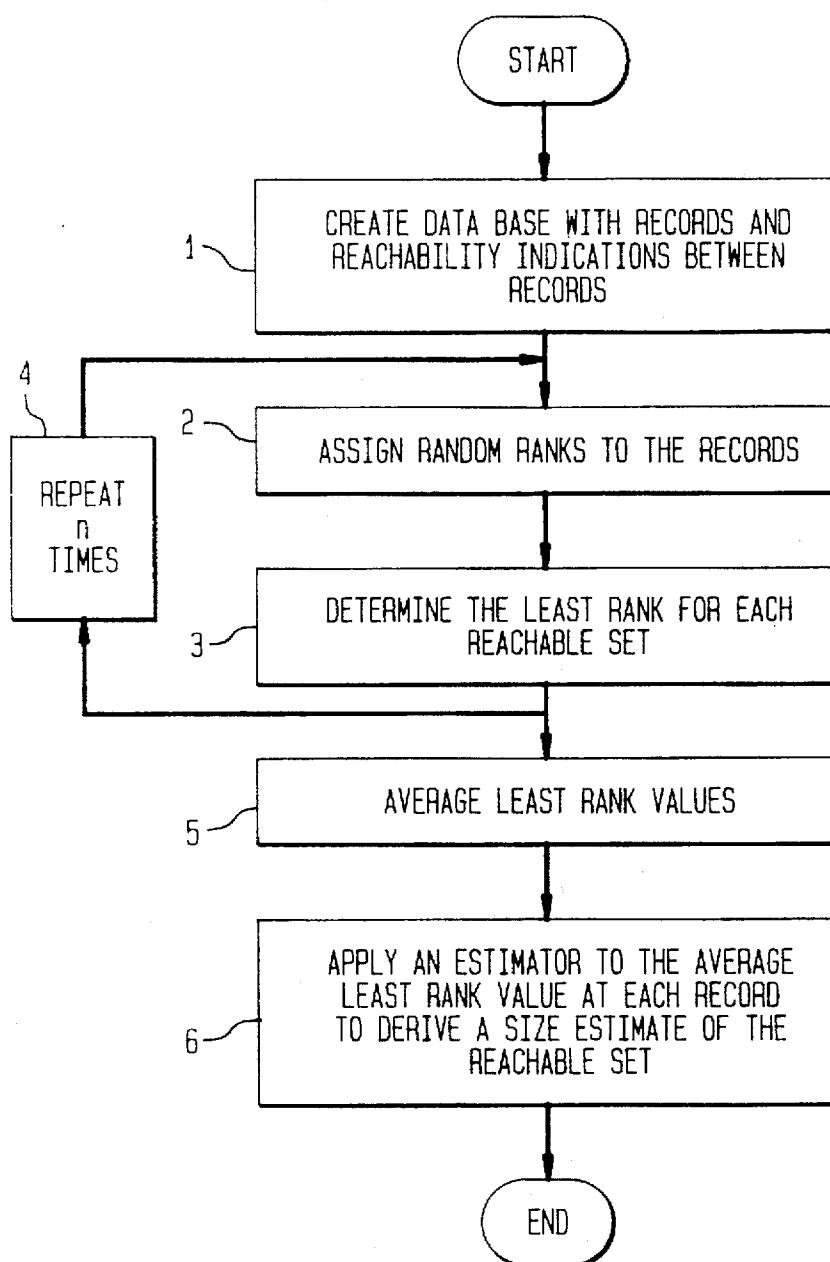 START
1
CREATE DATA BASE WITH RECORDS AND
REACHABILITY INDICATIONS BETWEEN
RECORDS
4
REPEAT
n
TIMES
2
ASSIGN RANDOM RANKS TO THE RECORDS
3
DETERMINE THE LEAST RANK FOR EACH
REACHABLE SET
5
AVERAGE LEAST RANK VALUES
6
APPLY AN ESTIMATOR TO THE AVERAGE
LEAST RANK VALUE AT EACH RECORD
TO DERIVE A SIZE ESTIMATE OF THE
REACHABLE SET
END